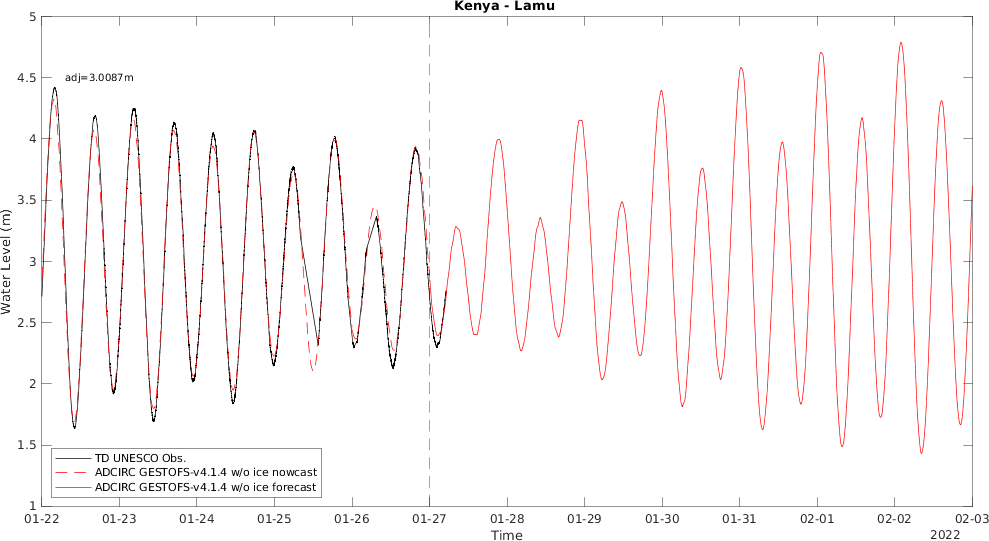 Kenya - Lamu
adj=3.0087m
Water Level (m)
5
4.5
4
3.5
3
2.5
2
1.5
1
TD UNESCO Obs.
ADCIRC GESTOFS-v4.1.4 w/o ice nowcast
ADCIRC GESTOFS-v4.1.4 w/o ice forecast
01-22 01-23 01-24 01-25 01-26 01-27 01-28 01-29 01-30 01-31 02-01 02-02 02-03
Time
2022